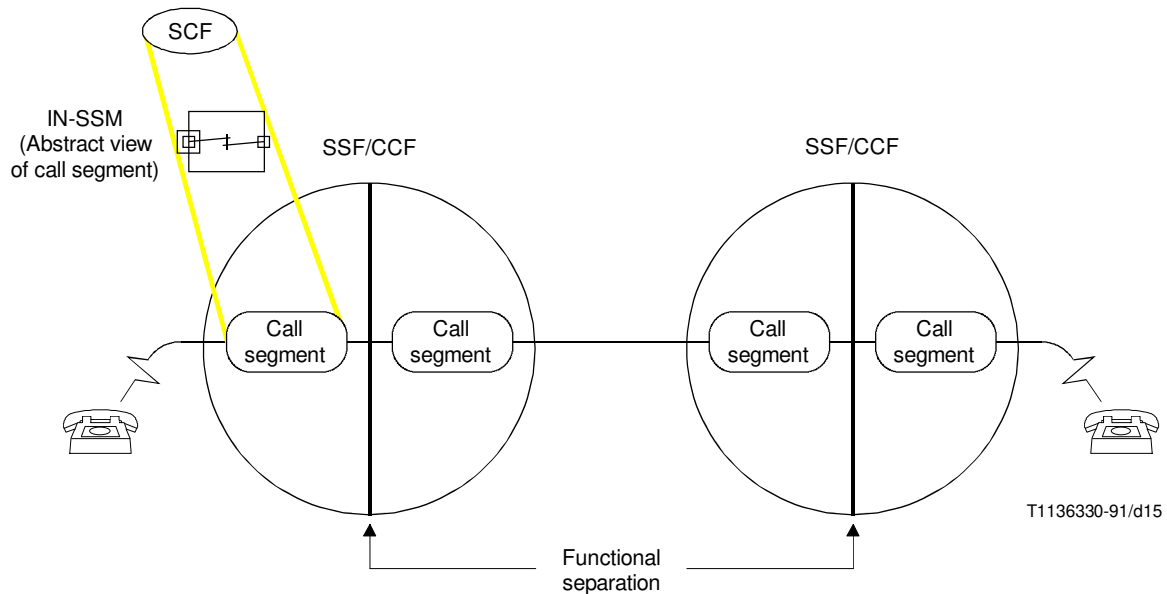 SCF
IN-SSM
(Abstract view
of call segment)
SSF/CCF
SSF/CCF
Call
segment
Call
segment
Call
segment
Call
segment
T1136330-91/d15
Functional
separation